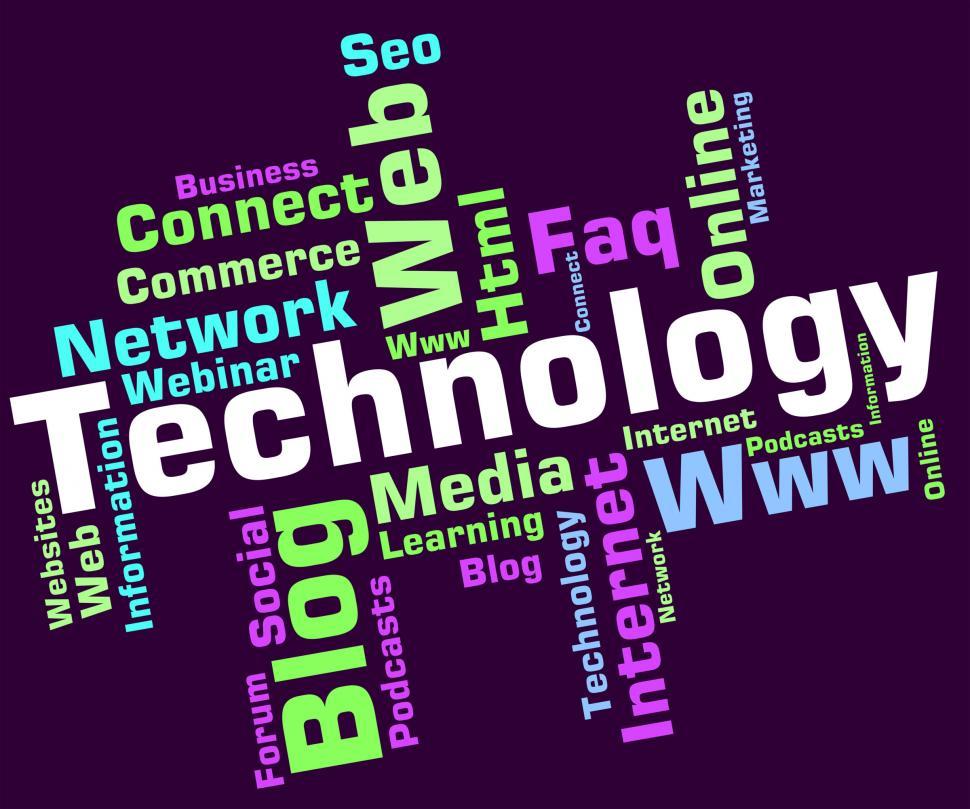 Seo
Web
Business
Connect
Commerce
Network
Webinar
Www
Html
Faq
Connect
Online
Marketing
Technology
Information
Internet
Podcasts
Www
Online
Websites
Web
Information
Media
Learning
Blog
Social
Blog
Forum
Podcasts
Technology
Internet
Network